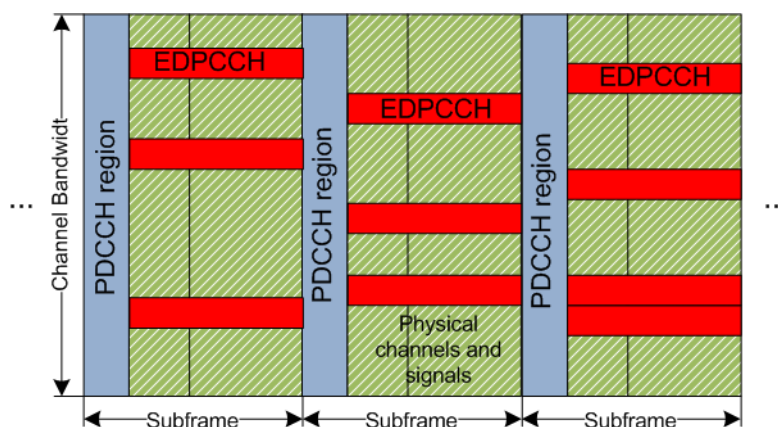 EDPCCH
EDPCCH
EDPCCH
Channel Bandwidt
PDCCH region
PDCCH region
PDCCH region
...
...
Physical
channels and
signals
Subframe
Subframe
Subframe